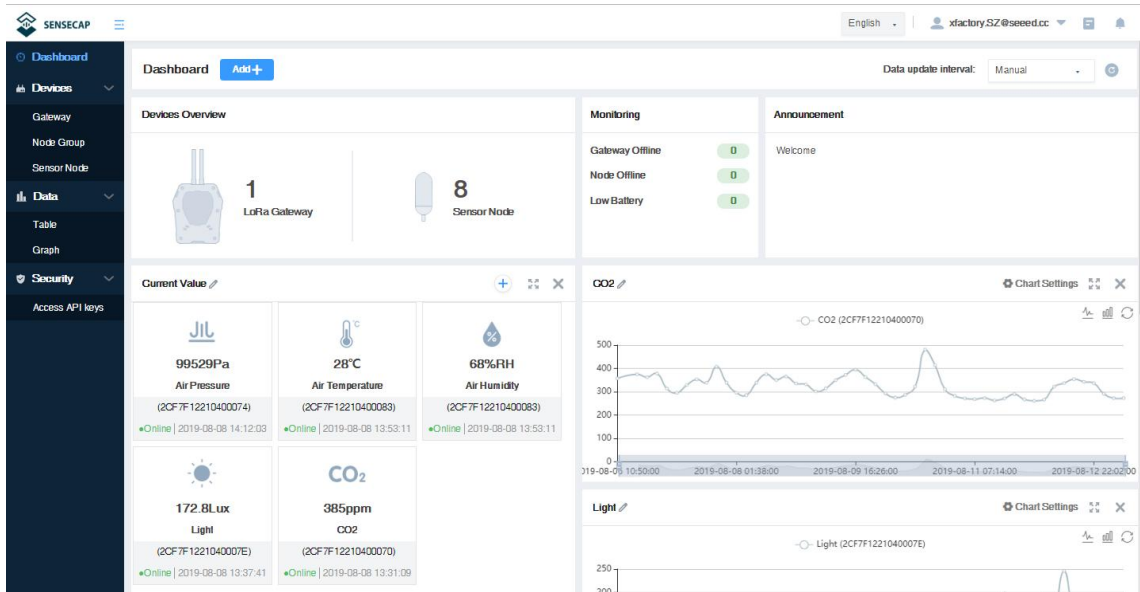 SENSECAP
English
xfactory.SZ@seeed.cc
Dashboard
Devices
Gateway
Node Group
Sensor Node
Data
Table
Graph
Security
Access API keys
Dashboard
Add+
Data update interval:
Manual
Devices Overview
1
LoRa Gateway
8
Sensor Node
Monitoring
Gateway Offline 0
Node Offline 0
Low Battery 0
Announcement
Welcome
Current Value
99529Pa
Air Pressure
(2CF7F12210400074)
Online | 2019-08-08 14:12:03
°C
28°C
Air Temperature
(2CF7F12210400083)
Online | 2019-08-08 13:53:11
%
68%RH
Air Humidity
(2CF7F12210400083)
Online | 2019-08-08 13:53:11
172.8Lux
Light
(2CF7F1221040007E)
Online | 2019-08-08 13:37:41
CO₂
385ppm
CO2
(2CF7F12210400070)
Online | 2019-08-08 13:31:09
CO2
Chart Settings
CO2 (2CF7F12210400070)
500
400
300
200
100
0
2019-08-08 01:38:00
2019-08-09 16:26:00
2019-08-11 07:14:00
2019-08-12 22:02:00
Light
Chart Settings
Light (2CF7F1221040007E)
250